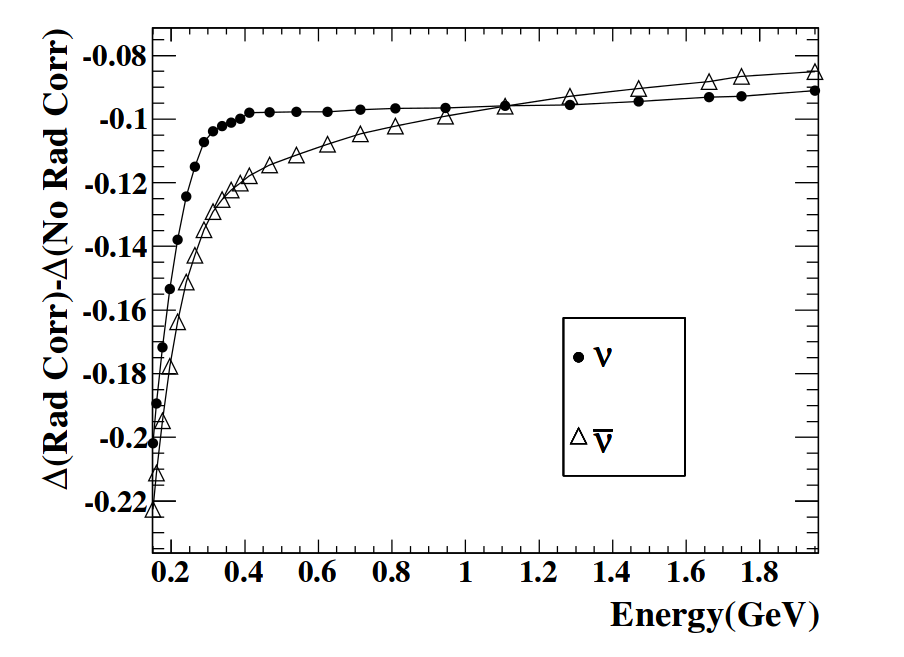 Δ(Rad Corr)-Δ(No Rad Corr)
-0.08
-0.1
-0.12
-0.14
-0.16
-0.18
-0.2
-0.22
ν
ν̅
0.2 0.4 0.6 0.8 1 1.2 1.4 1.6 1.8
Energy(GeV)